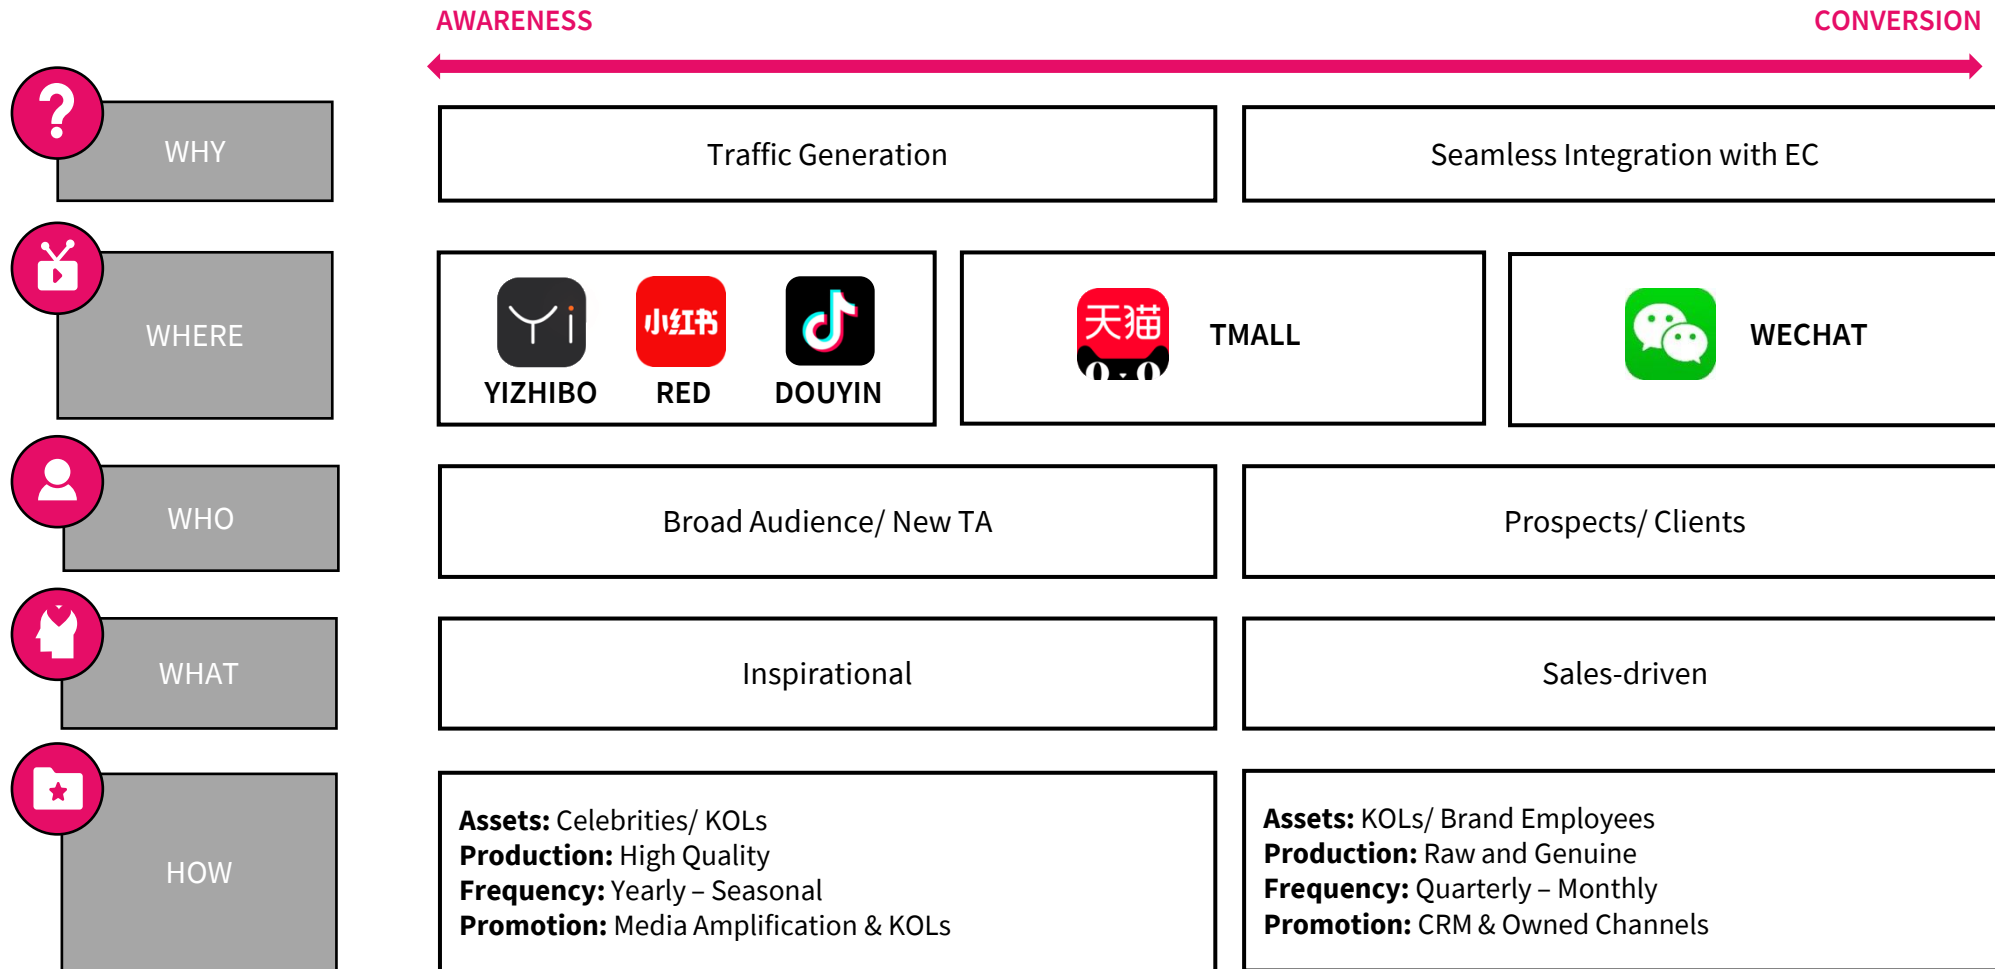 AWARENESS
CONVERSION
WHY
Traffic Generation
Seamless Integration with EC
WHERE
Yi
小红书
天猫
TMALL
WECHAT
YIZHIBO
RED
DOUYIN
WHO
Broad Audience/ New TA
Prospects/ Clients
WHAT
Inspirational
Sales-driven
HOW
Assets: Celebrities/ KOLs
Production: High Quality
Frequency: Yearly – Seasonal
Promotion: Media Amplification & KOLs
Assets: KOLs/ Brand Employees
Production: Raw and Genuine
Frequency: Quarterly – Monthly
Promotion: CRM & Owned Channels